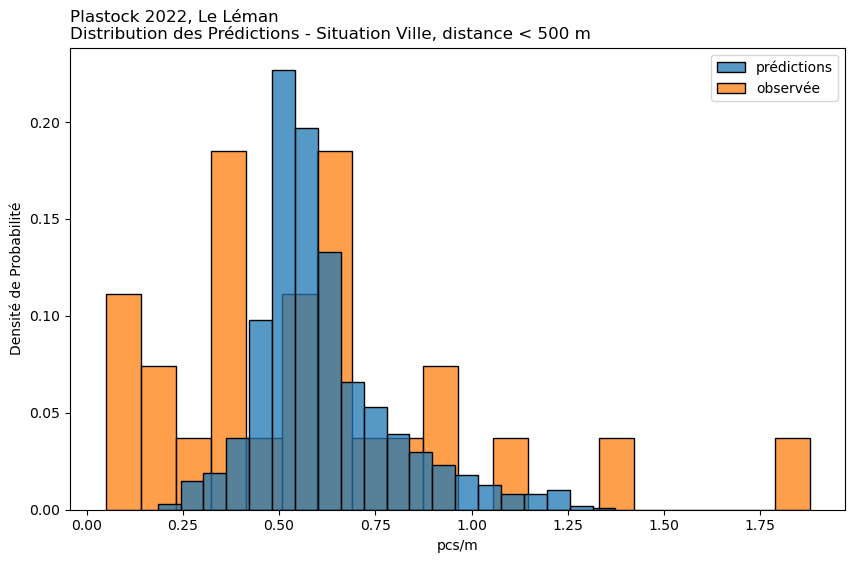 Plastock 2022, Le Léman
Distribution des Prédictions - Situation Ville, distance < 500 m
prédictions
observée
Densité de Probabilité
0.20
0.15
0.10
0.05
0.00
0.00 0.25 0.50 0.75 1.00 1.25 1.50 1.75
pcs/m